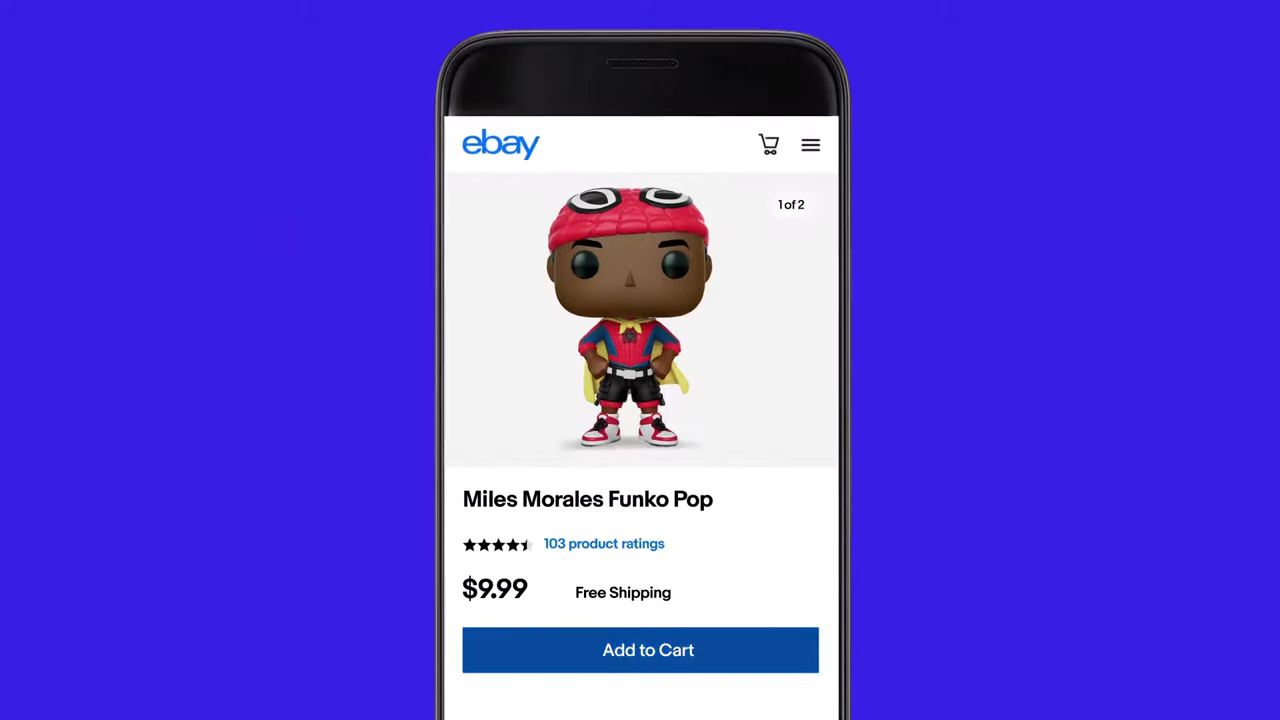 ebay
1 of 2
Miles Morales Funko Pop
103 product ratings
$9.99 Free Shipping
Add to Cart